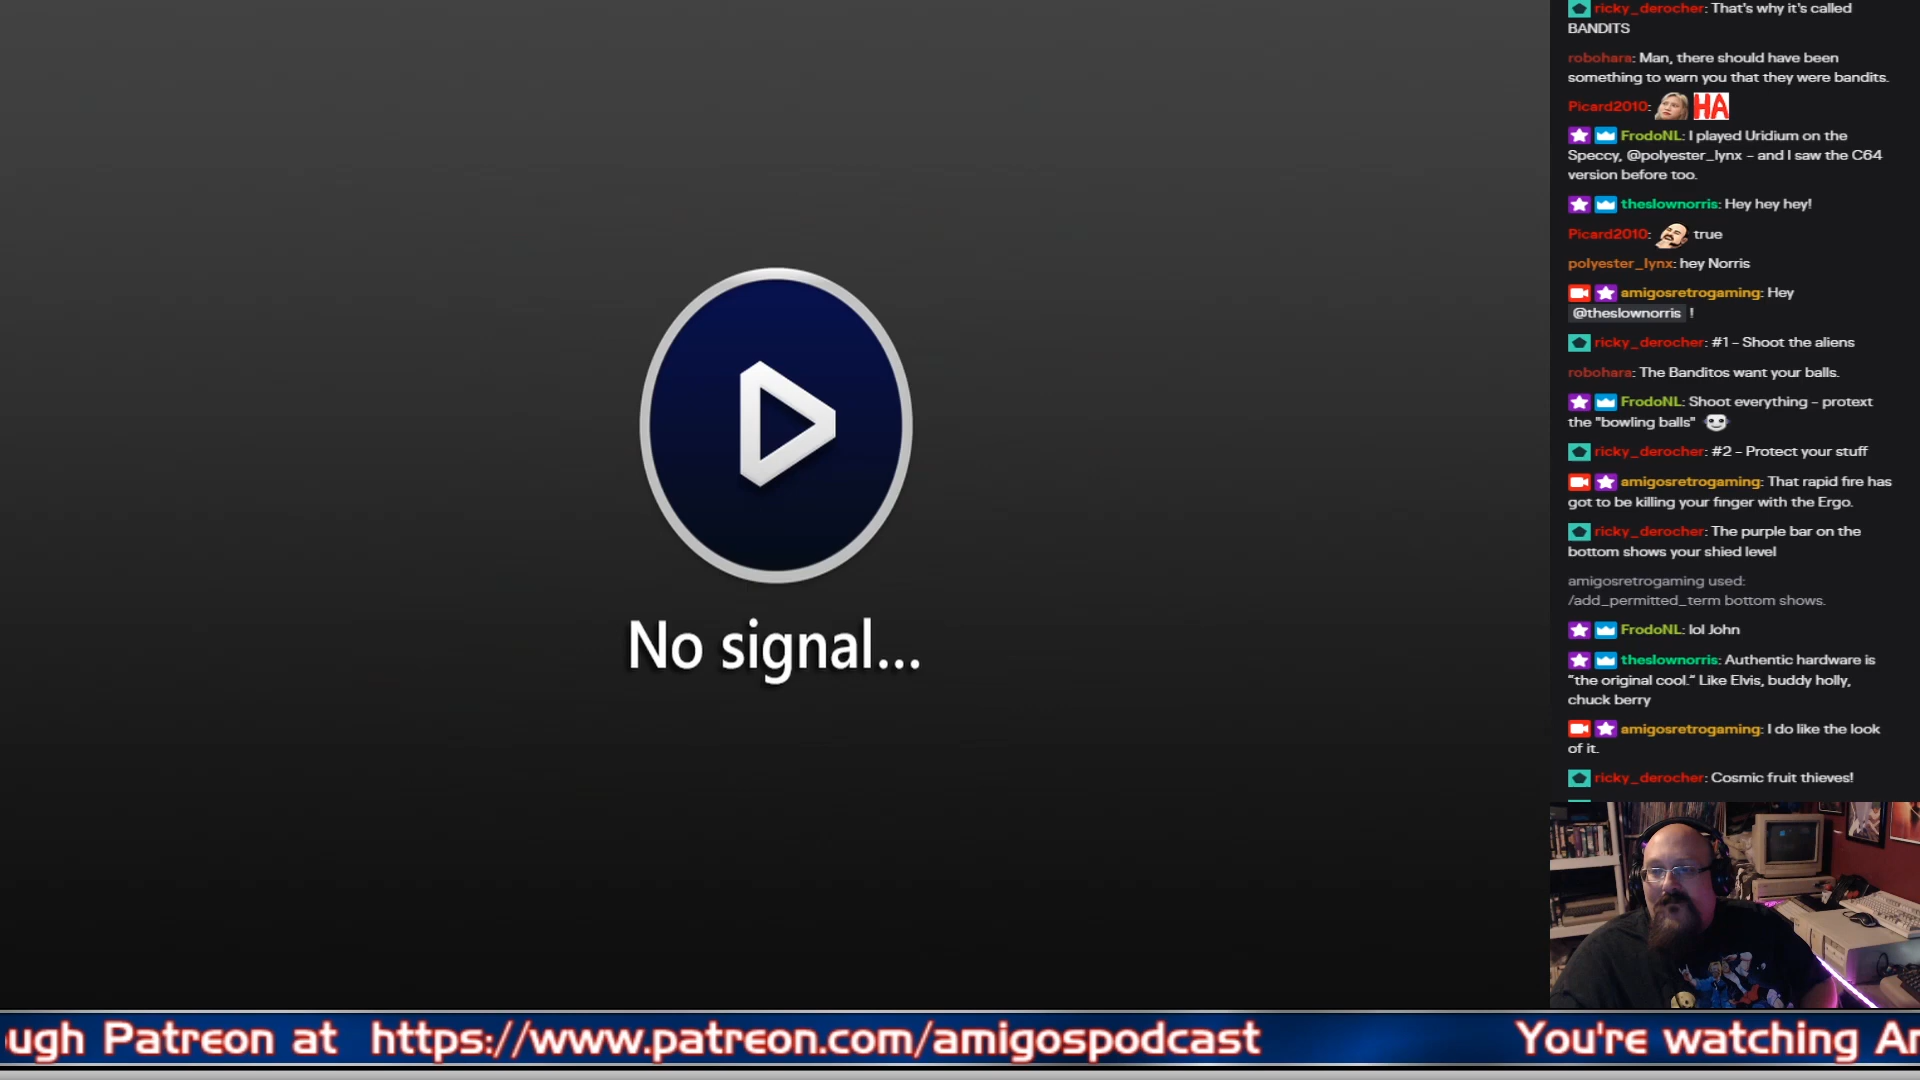 ricky_derocher: That's why it's called
BANDITS
robohara: Man, there should have been
something to warn you that they were bandits.
Picard2010: HA
FrodoNL: I played Uridium on the
Speccy, @polyester_lynx - and I saw the C64
version before too.
theslownorris: Hey hey hey!
Picard2010: true
polyester_lynx: hey Norris
amigosretrogaming: Hey
@theslownorris !
ricky_derocher: #1 - Shoot the aliens
robohara: The Banditos want your balls.
FrodoNL: Shoot everything - protext
the "bowling balls"
ricky_derocher: #2 - Protect your stuff
amigosretrogaming: That rapid fire has
got to be killing your finger with the Ergo.
ricky_derocher: The purple bar on the
bottom shows your shied level
amigosretrogaming used:
/add_permitted_term bottom shows.
FrodoNL: lol John
theslownorris: Authentic hardware is
"the original cool." Like Elvis, buddy holly,
chuck berry
amigosretrogaming: I do like the look
of it.
ricky_derocher: Cosmic fruit thieves!
No signal...
ugh Patreon at https://www.patreon.com/amigospodcast You're watching Am